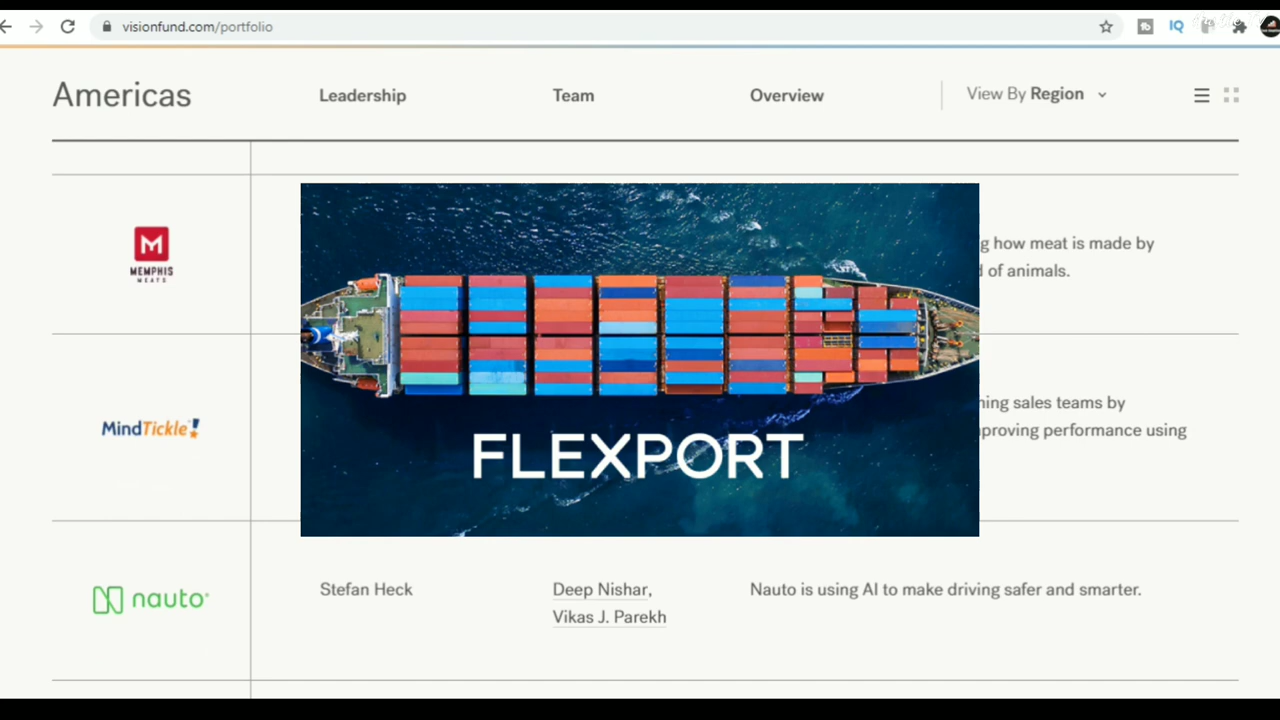 visionfund.com/portfolio
IQ
Americas
Leadership
Team
Overview
View By Region
M
MEMPHIS
MEATS
g how meat is made by
d of animals.
MindTickle!
ning sales teams by
proving performance using
FLEXPORT
nauto
Stefan Heck
Deep Nishar,
Vikas J. Parekh
Nauto is using AI to make driving safer and smarter.